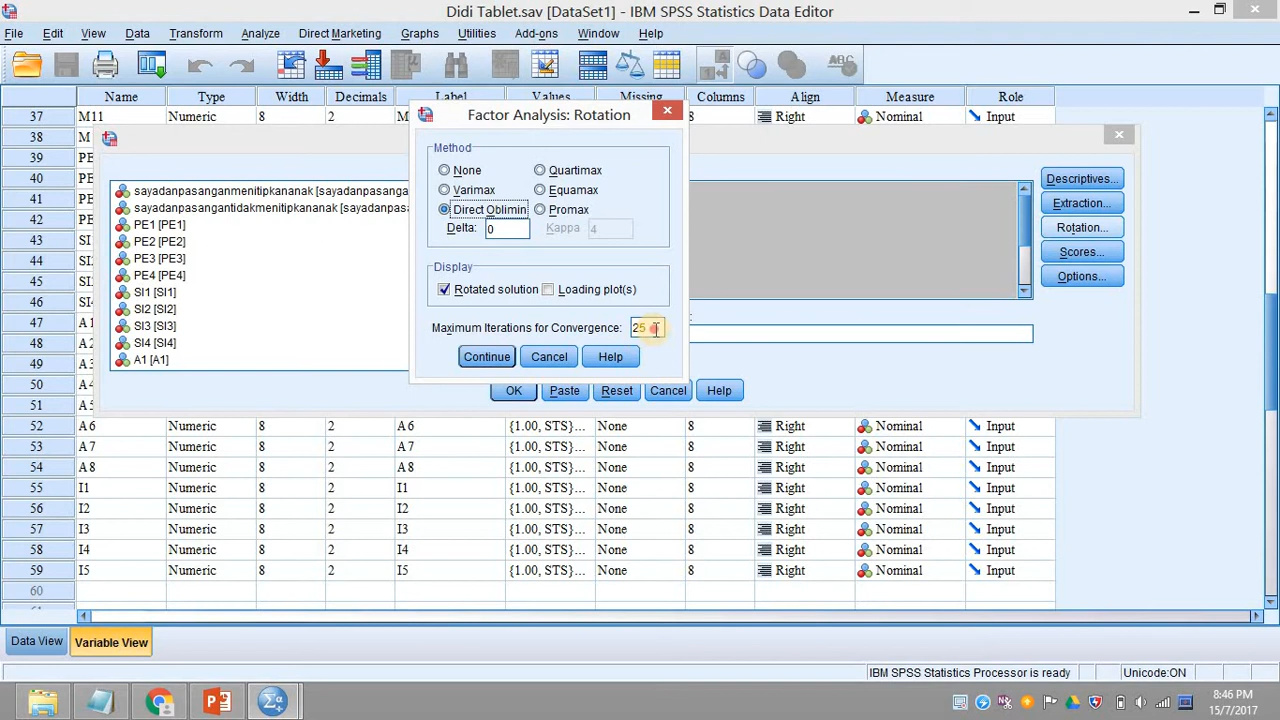 Didi Tablet.sav [DataSet1] - IBM SPSS Statistics Data Editor
File Edit View Data Transform Analyze Direct Marketing Graphs Utilities Add-ons Window Help
Name Type Width Decimals Label Values Missing Columns Align Measure Role
37 M11 Numeric 8 2 None 8 Right Nominal Input
38 M
39 PE
40 PE
41 PE
42 PE
43 SI
44 SI
45 SI
46 SI4
47 A1
48 A
49 A
50 A
51 A
52 A6 Numeric 8 2 A6 {1.00, STS}... None 8 Right Nominal Input
53 A7 Numeric 8 2 A7 {1.00, STS}... None 8 Right Nominal Input
54 A8 Numeric 8 2 A8 {1.00, STS}... None 8 Right Nominal Input
55 I1 Numeric 8 2 I1 {1.00, STS}... None 8 Right Nominal Input
56 I2 Numeric 8 2 I2 {1.00, STS}... None 8 Right Nominal Input
57 I3 Numeric 8 2 I3 {1.00, STS}... None 8 Right Nominal Input
58 I4 Numeric 8 2 I4 {1.00, STS}... None 8 Right Nominal Input
59 I5 Numeric 8 2 I5 {1.00, STS}... None 8 Right Nominal Input
60
sayadanpasanganmenitipkananak [sayadanpasanga
sayadanpasangantidakmenitipkananak [sayadanpasa
PE1 [PE1]
PE2 [PE2]
PE3 [PE3]
PE4 [PE4]
SI1 [SI1]
SI2 [SI2]
SI3 [SI3]
SI4 [SI4]
A1 [A1]
Descriptives...
Extraction...
Rotation...
Scores...
Options...
OK Paste Reset Cancel Help
Factor Analysis: Rotation
Method
None Quartimax
Varimax Equamax
Direct Oblimin Promax
Delta: 0 Kappa 4
Display
Rotated solution Loading plot(s)
Maximum Iterations for Convergence: 25
Continue Cancel Help
Data View Variable View
IBM SPSS Statistics Processor is ready Unicode:ON
8:46 PM
15/7/2017